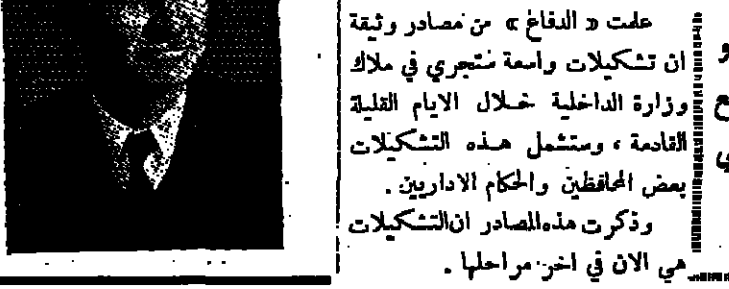 علمت « الدفاع » من مصادر وثيقة
ان تشكيلات واسعة ستجري في ملاك
وزارة الداخلية خلال الايام القليلة
القادمة ، وستشمل هذه التشكيلات
بعض المحافظين والحكام الاداريين .
وذكرت هذه المصادر ان التشكيلات
هي الان في اخر مراحلها .
و
ع
ي